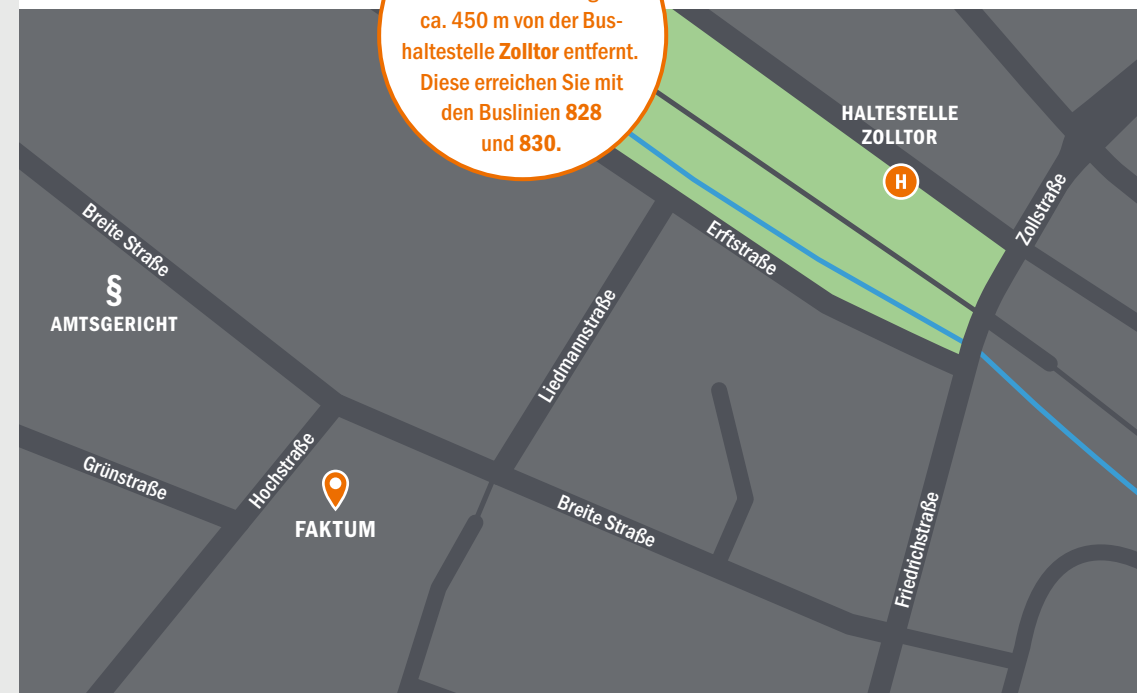 ca. 450 m von der Bus-
haltestelle Zolltor entfernt.
Diese erreichen Sie mit
den Buslinien 828
und 830.
HALTESTELLE
ZOLLTOR
H
Zollstraße
Breite Straße
Erftstraße
§
AMTSGERICHT
Liedmannstraße
Grünstraße
Hochstraße
FAKTUM
Breite Straße
Friedrichstraße